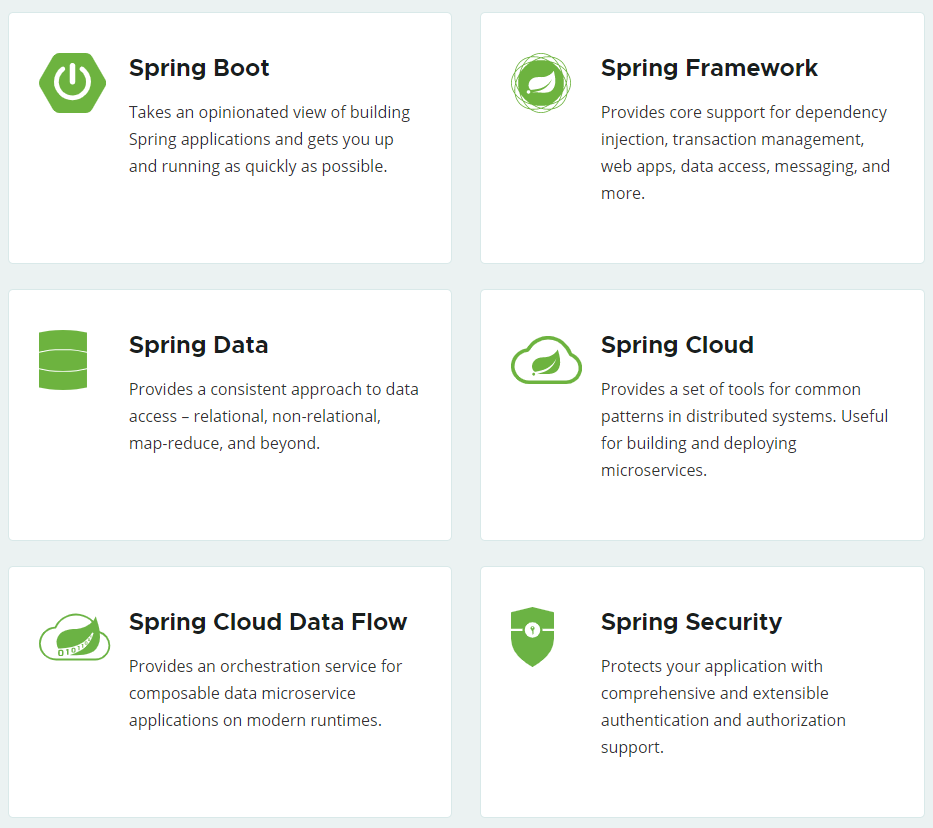 Spring Boot
Takes an opinionated view of building
Spring applications and gets you up
and running as quickly as possible.
Spring Framework
Provides core support for dependency
injection, transaction management,
web apps, data access, messaging, and
more.
Spring Data
Provides a consistent approach to data
access – relational, non-relational,
map-reduce, and beyond.
Spring Cloud
Provides a set of tools for common
patterns in distributed systems. Useful
for building and deploying
microservices.
Spring Cloud Data Flow
Provides an orchestration service for
composable data microservice
applications on modern runtimes.
Spring Security
Protects your application with
comprehensive and extensible
authentication and authorization
support.